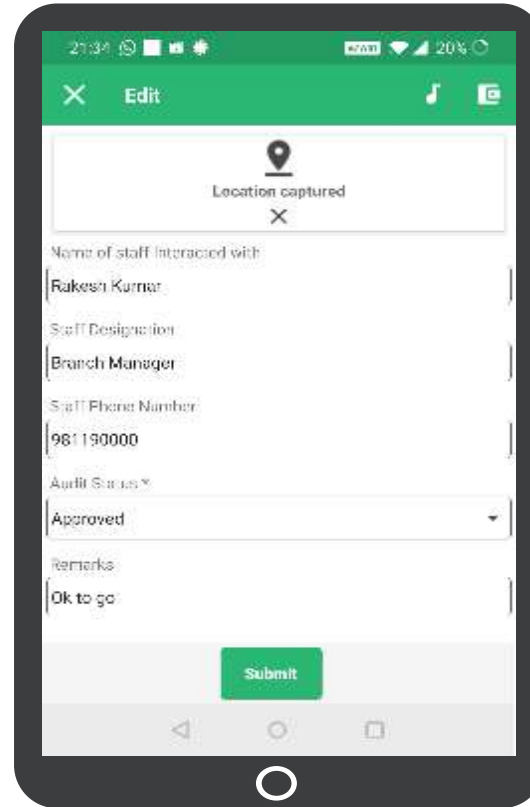 21:34 20%
Edit
Location captured
Name of staff Interacted with
Rakesh Kumar
Staff Designation
Branch Manager
Staff Phone Number
981190000
Audit Status *
Approved
Remarks
Ok to go
Submit